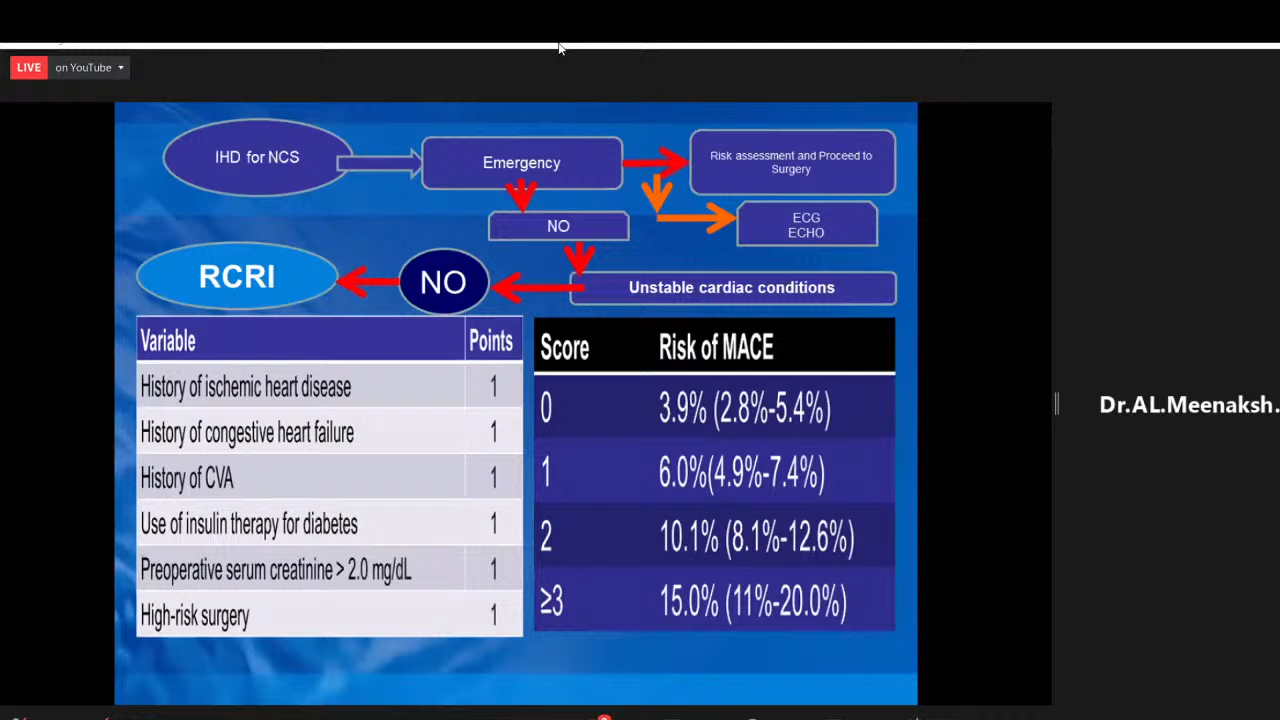 LIVE on YouTube
IHD for NCS
Emergency
Risk assessment and Proceed to
Surgery
NO
ECG
ECHO
RCRI
NO
Unstable cardiac conditions
Variable Points
History of ischemic heart disease 1
History of congestive heart failure 1
History of CVA 1
Use of insulin therapy for diabetes 1
Preoperative serum creatinine > 2.0 mg/dL 1
High-risk surgery 1
Score Risk of MACE
0 3.9% (2.8%-5.4%)
1 6.0%(4.9%-7.4%)
2 10.1% (8.1%-12.6%)
≥3 15.0% (11%-20.0%)
Dr.AL.Meenaksh.